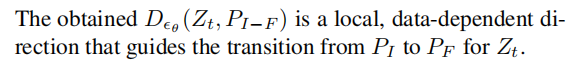 The obtained D_{ϵ_θ}(Z_t, P_{I−F}) is a local, data-dependent di-
rection that guides the transition from P_I to P_F for Z_t.